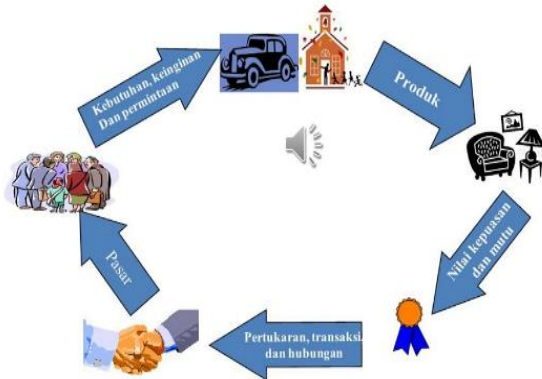 Kebutuhan, keinginan
Dan permintaan
Produk
Nilai kepuasan
dan mutu
Pertukaran, transaksi,
dan hubungan
Pasar